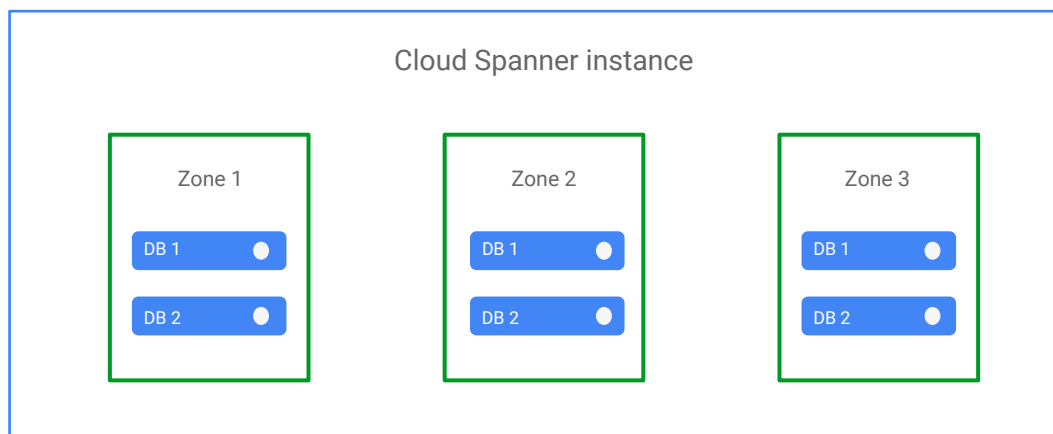 Cloud Spanner instance
Zone 1
DB 1
DB 2
Zone 2
DB 1
DB 2
Zone 3
DB 1
DB 2